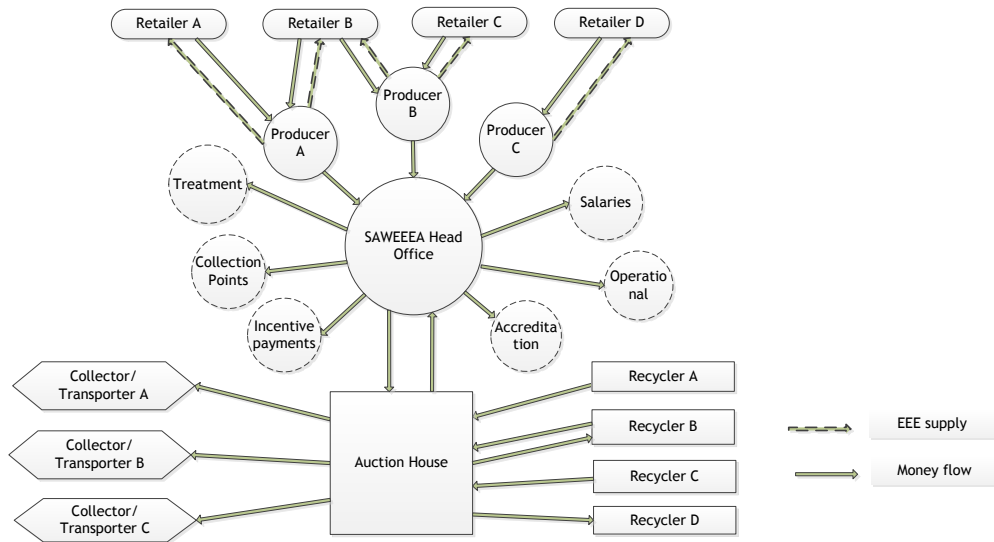 Retailer A
Retailer B
Retailer C
Retailer D
Producer
A
Producer
B
Producer
C
Treatment
SAWEEEA Head
Office
Salaries
Collection
Points
Operatio
nal
Incentive
payments
Accredita
tion
Collector/
Transporter A
Collector/
Transporter B
Collector/
Transporter C
Auction House
Recycler A
Recycler B
Recycler C
Recycler D
EEE supply
Money flow